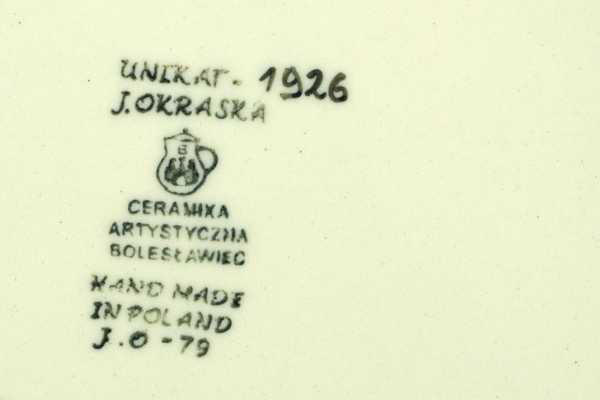 UNIKAT- 1926
J.OKRASKA
B
CERAMIKA
ARTYSTYCZNA
BOLESŁAWIEC
HAND MADE
IN POLAND
J.O-79